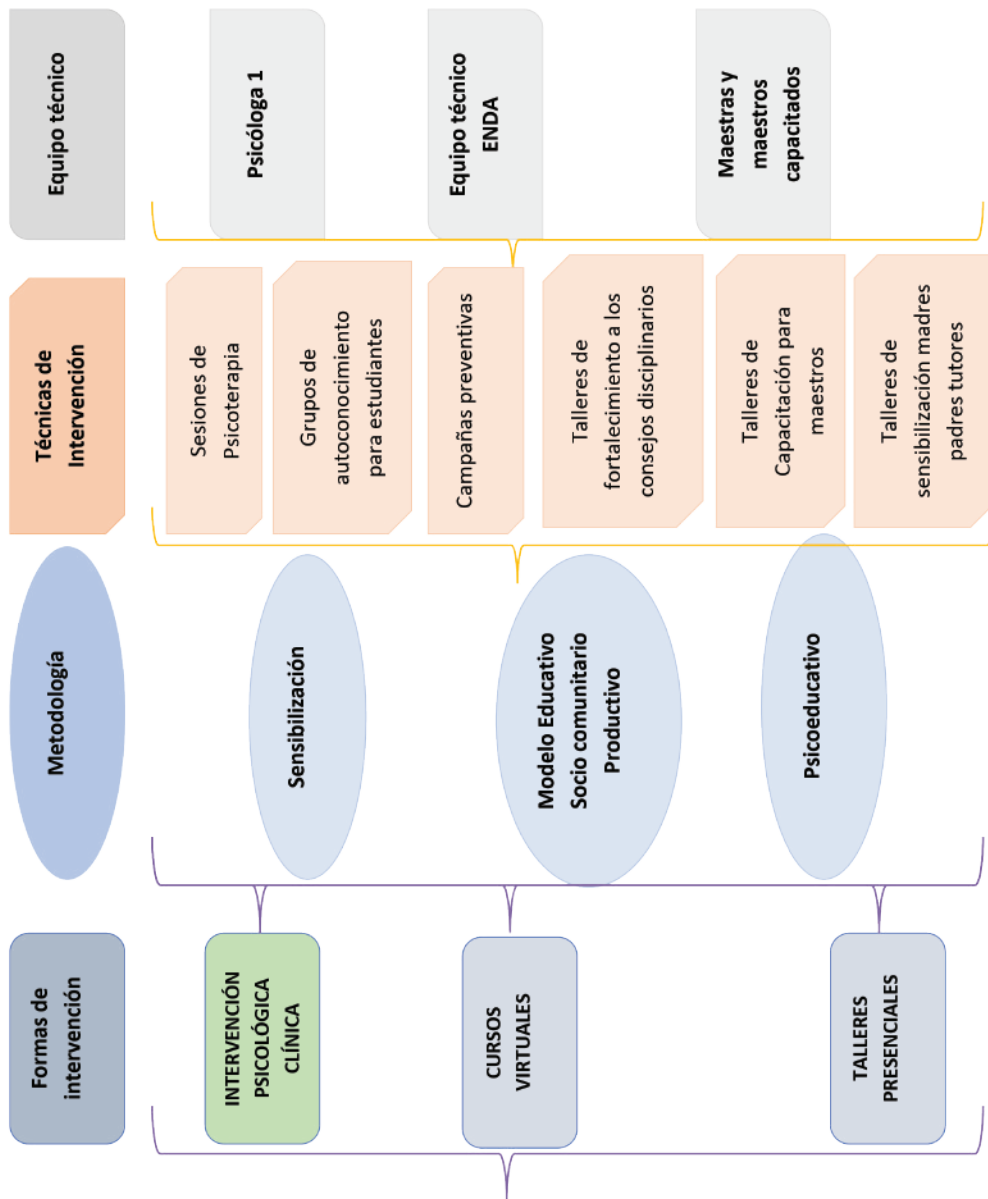 Formas de
intervención
Metodología
Técnicas de
Intervención
Equipo técnico
INTERVENCIÓN
PSICOLÓGICA
CLÍNICA
CURSOS
VIRTUALES
TALLERES
PRESENCIALES
Sensibilización
Modelo Educativo
Socio comunitario
Productivo
Psicoeducativo
Sesiones de
Psicoterapia
Grupos de
autoconocimiento
para estudiantes
Campañas preventivas
Talleres de
fortalecimiento a los
consejos disciplinarios
Talleres de
Capacitación para
maestros
Talleres de
sensibilización madres
padres tutores
Psicóloga 1
Equipo técnico
ENDA
Maestras y
maestros
capacitados